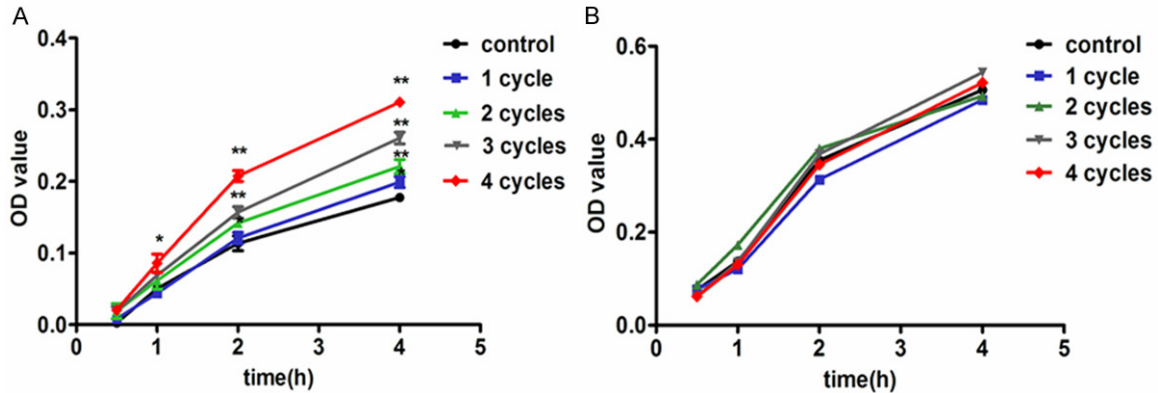 A
OD value
0.4
0.3
0.2
0.1
0.0
0 1 2 3 4 5
time(h)
*
**
**
*
**
**
**
*
control
1 cycle
2 cycles
3 cycles
4 cycles
B
OD value
0.6
0.4
0.2
0.0
0 1 2 3 4 5
time(h)
control
1 cycle
2 cycles
3 cycles
4 cycles